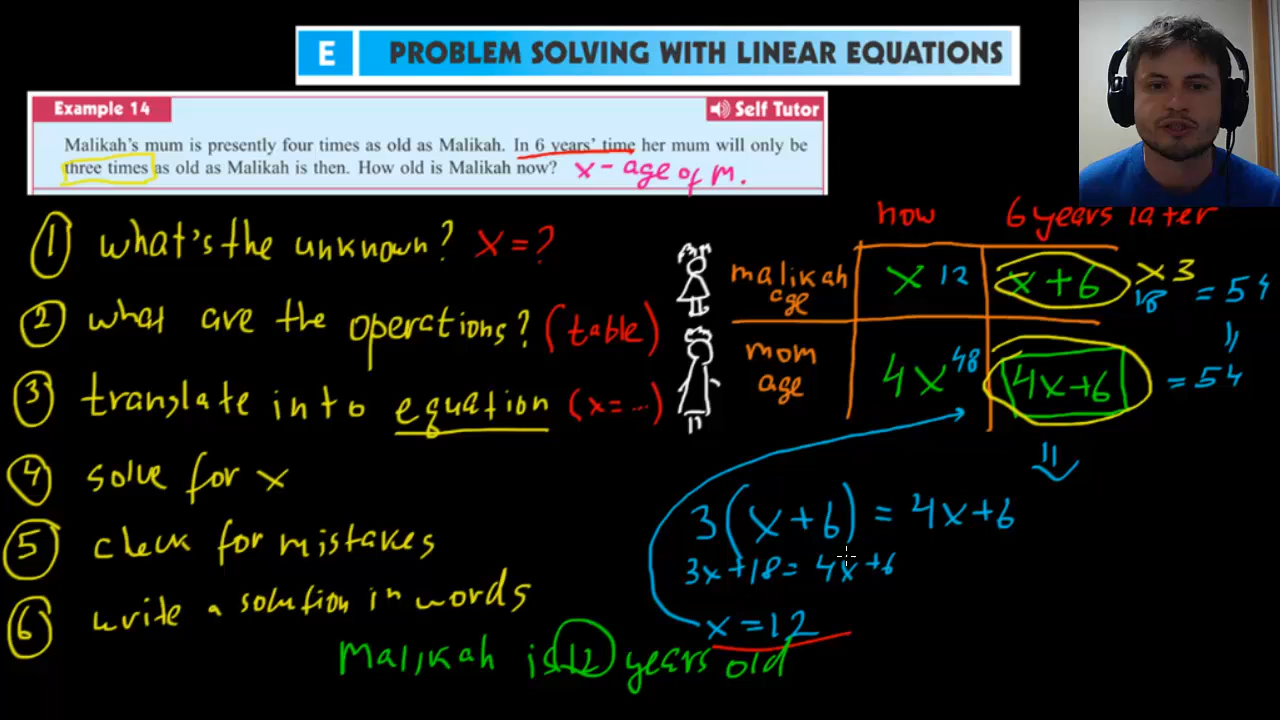 E PROBLEM SOLVING WITH LINEAR EQUATIONS
Example 14
Self Tutor
Malikah's mum is presently four times as old as Malikah. In 6 years' time her mum will only be
three times as old as Malikah is then. How old is Malikah now?
x - age of m.
① what's the unknown? x = ?
② what are the operctions? (table)
③ translate into equation (x = ...)
④ solve for x
⑤ cleck for mistakes
⑥ write a solution in words
malikah is 12 years old
now 6 years later
malikah age x 12 x+6 x 3
18 = 54
=
mom age 4x 48 4x+6 = 54
=
3(x+6) = 4x+6
3x+18 = 4x+6
x = 12